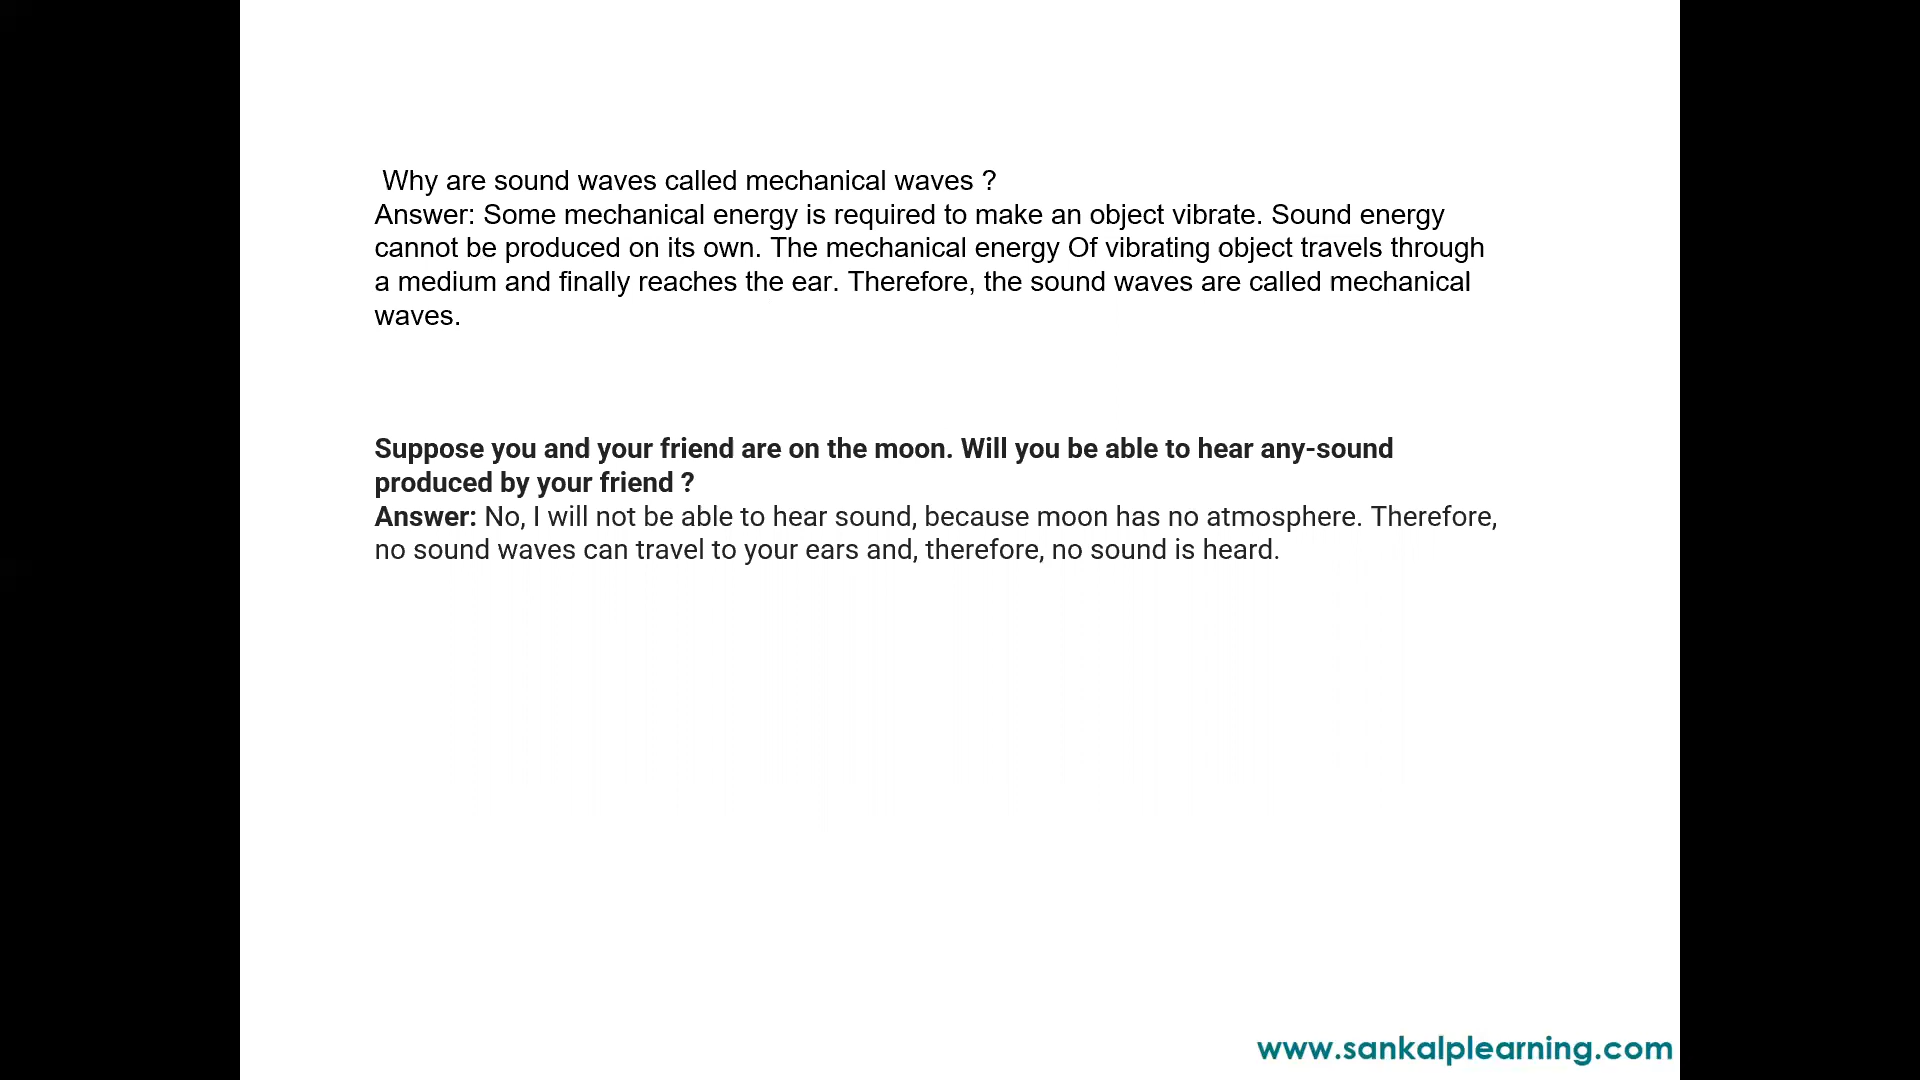 Why are sound waves called mechanical waves ?
Answer: Some mechanical energy is required to make an object vibrate. Sound energy
cannot be produced on its own. The mechanical energy Of vibrating object travels through
a medium and finally reaches the ear. Therefore, the sound waves are called mechanical
waves.
Suppose you and your friend are on the moon. Will you be able to hear any-sound
produced by your friend ?
Answer: No, I will not be able to hear sound, because moon has no atmosphere. Therefore,
no sound waves can travel to your ears and, therefore, no sound is heard.
www.sankalplearning.com